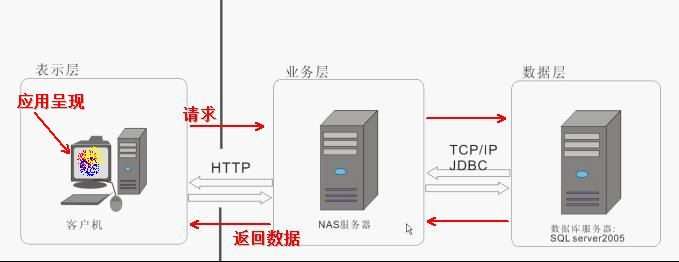 表示层
业务层
数据层
应用呈现
请求
HTTP
TCP/IP
JDBC
客户机
返回数据
NAS服务器
数据库服务器:
SQL server2005